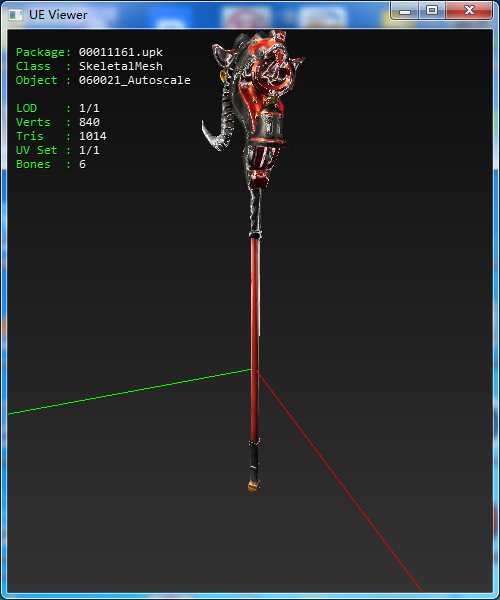 UE Viewer
Package: 00011161.upk
Class : SkeletalMesh
Object : 060021_Autoscale
LOD : 1/1
Verts : 840
Tris : 1014
UV Set : 1/1
Bones : 6